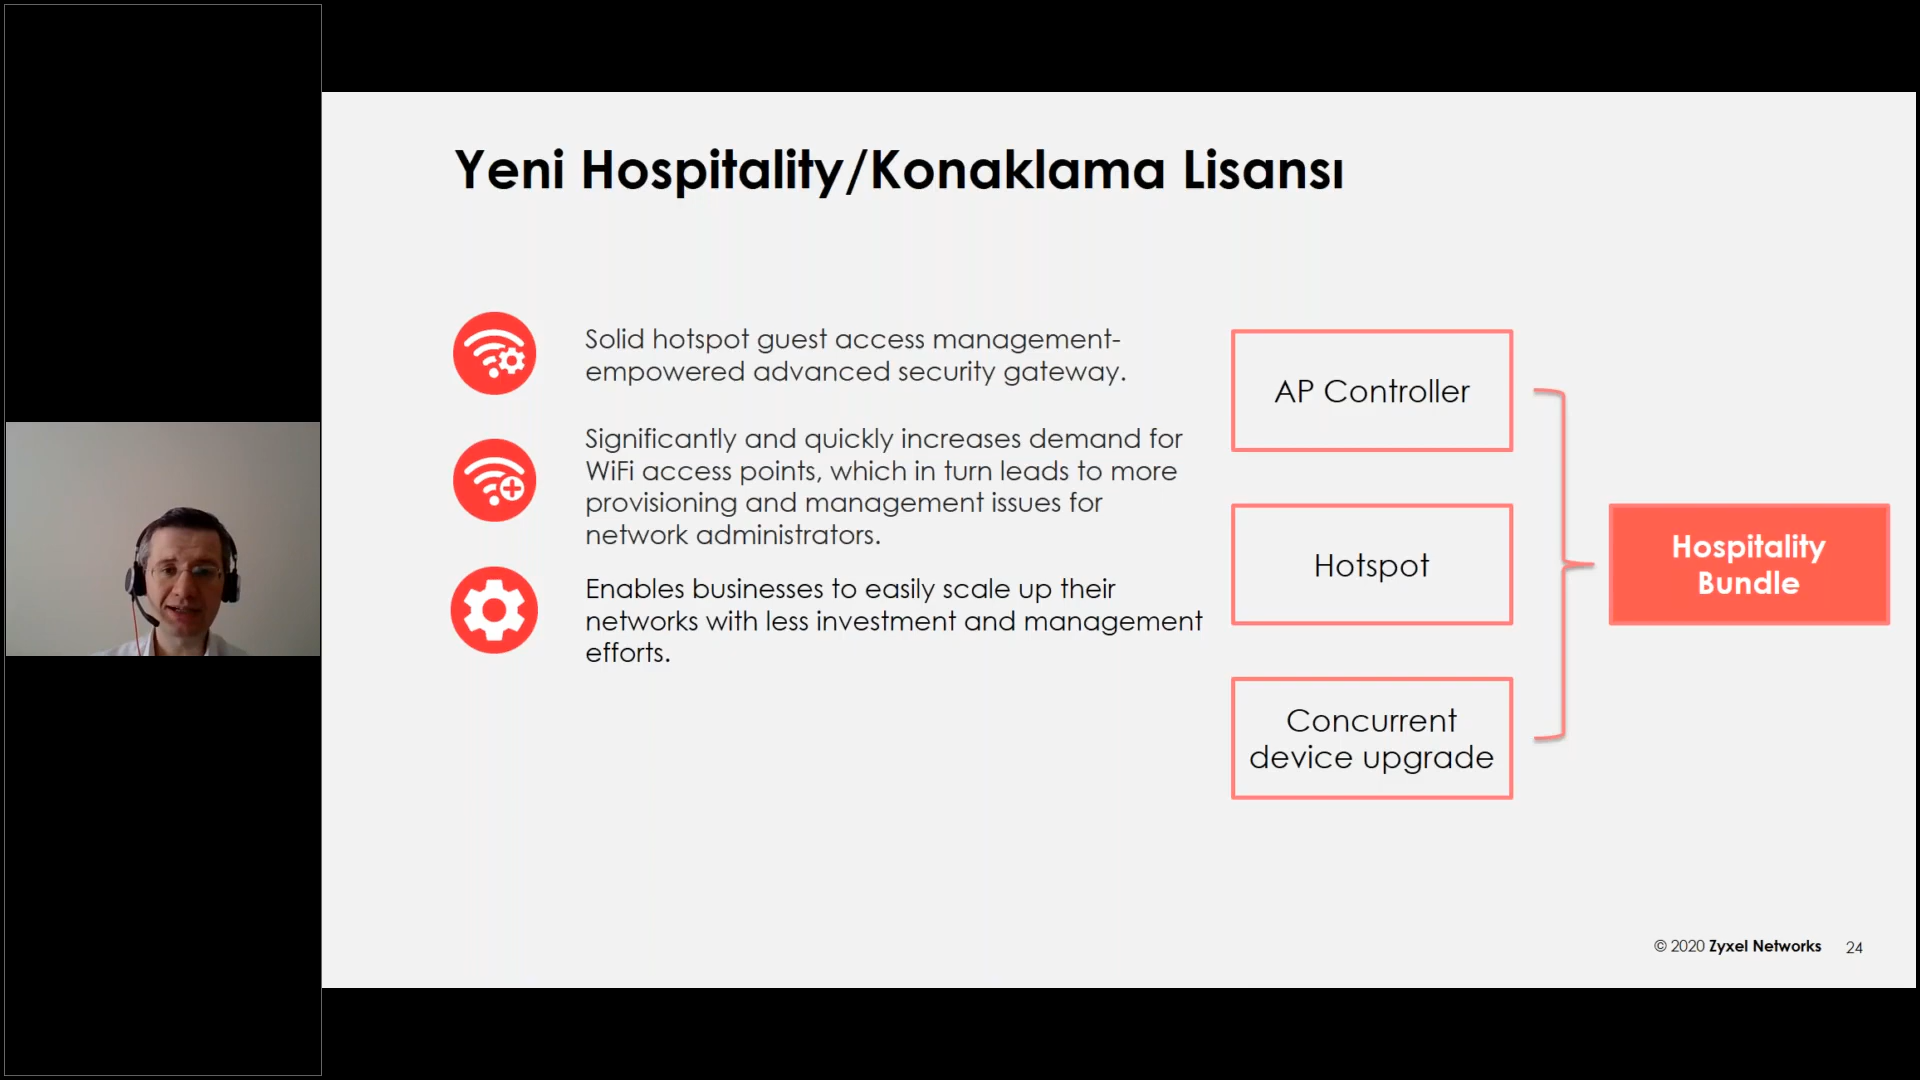 Yeni Hospitality/Konaklama Lisansı
Solid hotspot guest access management-
empowered advanced security gateway.
Significantly and quickly increases demand for
WiFi access points, which in turn leads to more
provisioning and management issues for
network administrators.
Enables businesses to easily scale up their
networks with less investment and management
efforts.
AP Controller
Hotspot
Concurrent
device upgrade
Hospitality
Bundle
© 2020 Zyxel Networks 24